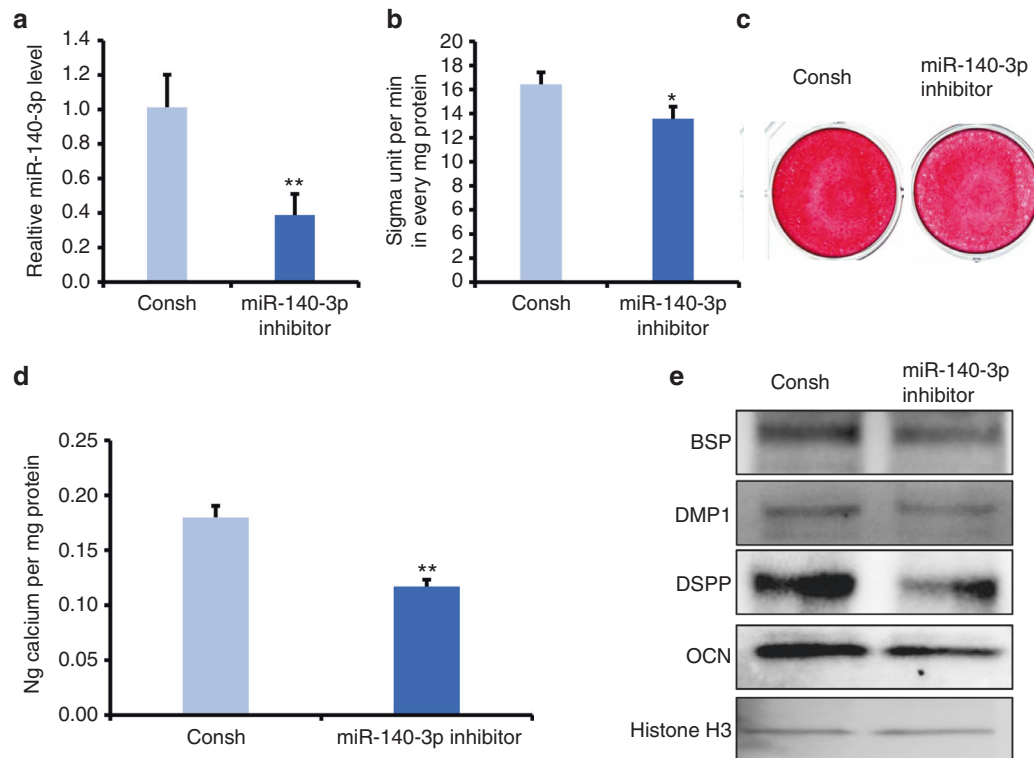 a
Realtive miR-140-3p level
1.4
1.2
1.0
0.8
0.6
0.4
0.2
0.0
**
Consh
miR-140-3p
inhibitor
b
Sigma unit per min
in every mg protein
20
18
16
14
12
10
8
6
4
2
0
*
Consh
miR-140-3p
inhibitor
c
Consh
miR-140-3p
inhibitor
d
Ng calcium per mg protein
0.25
0.20
0.15
0.10
0.05
0.00
**
Consh
miR-140-3p inhibitor
e
Consh
miR-140-3p
inhibitor
BSP
DMP1
DSPP
OCN
Histone H3